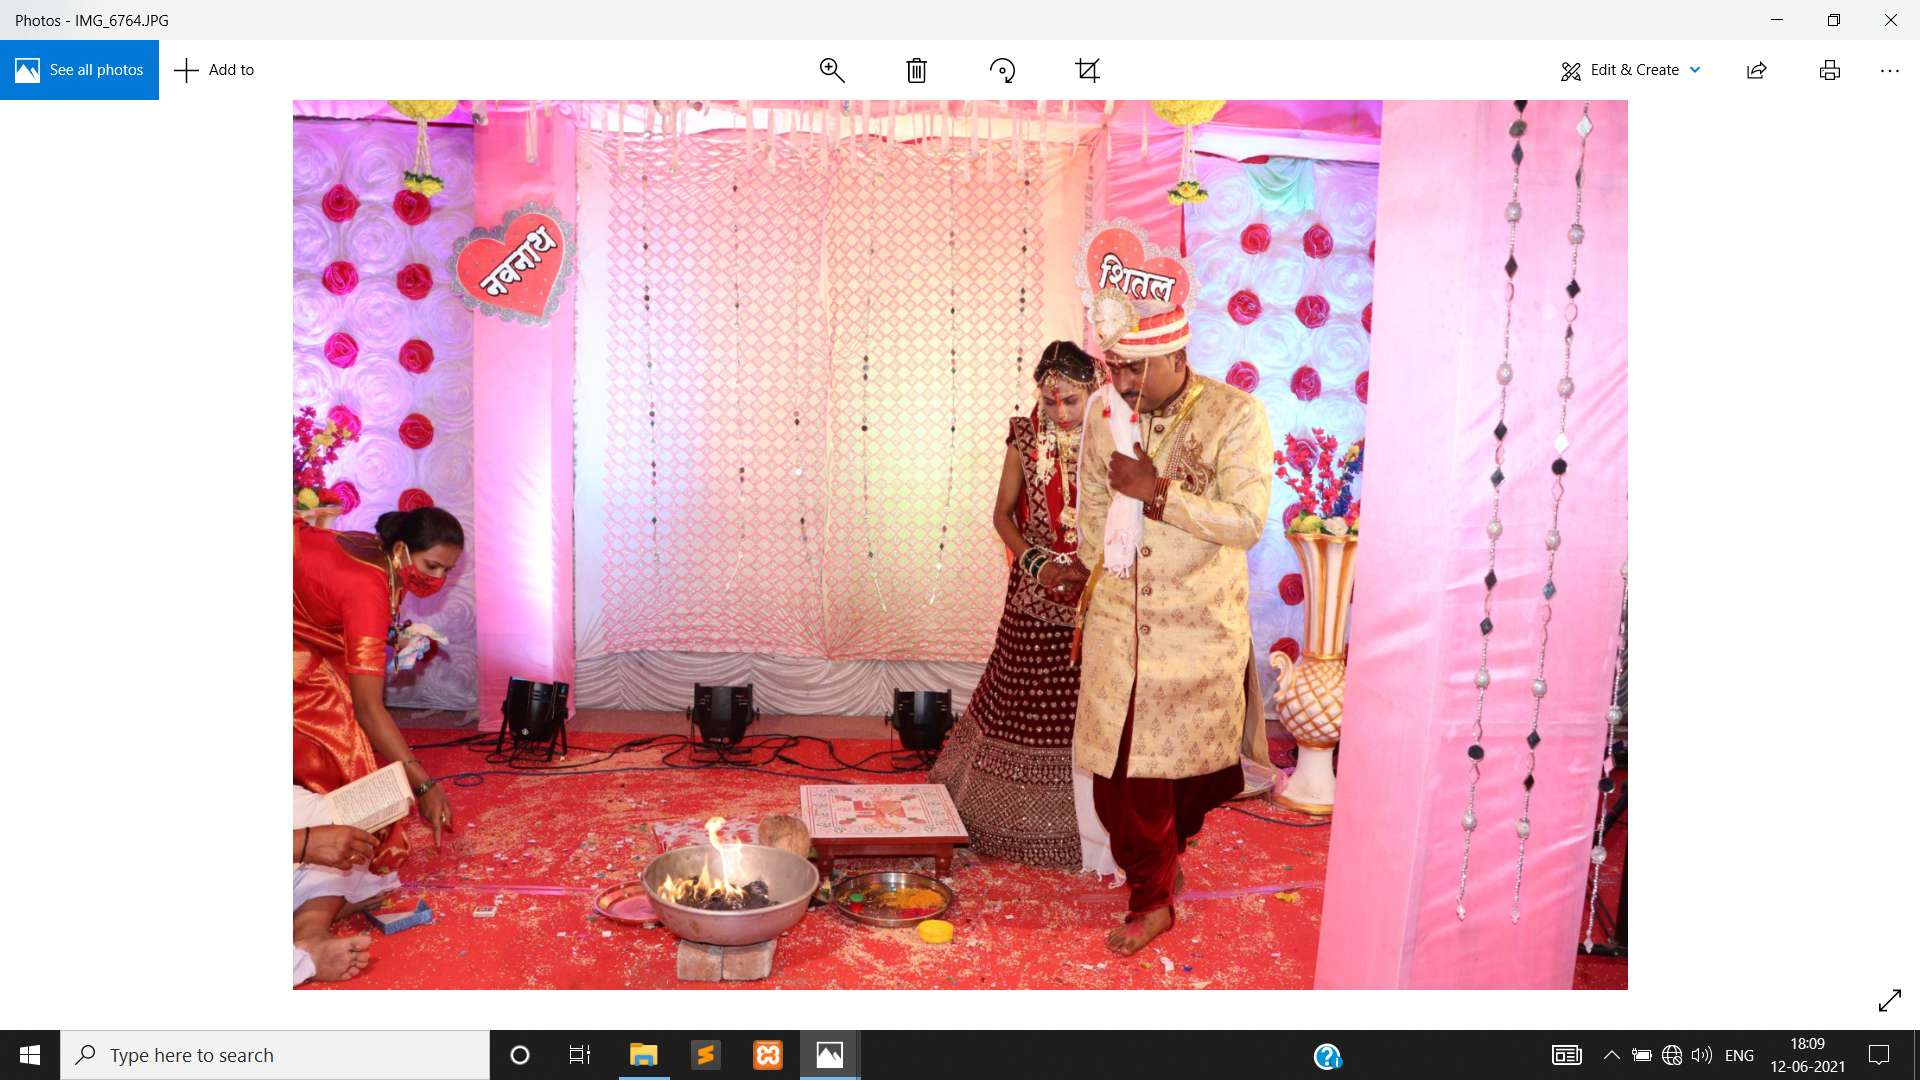 Photos - IMG_6764.JPG
See all photos
Add to
Edit & Create
नवनाथ
शितल
Type here to search
ENG
18:09
12-06-2021